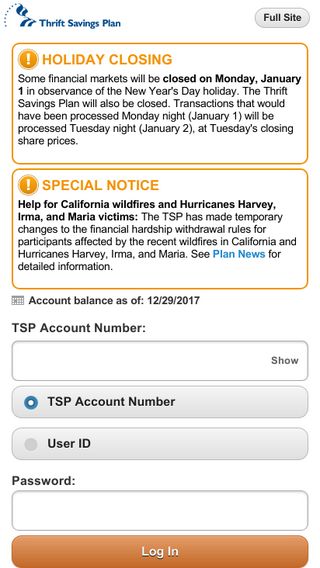 Thrift Savings Plan
Full Site
! HOLIDAY CLOSING
Some financial markets will be closed on Monday, January
1 in observance of the New Year's Day holiday. The Thrift
Savings Plan will also be closed. Transactions that would
have been processed Monday night (January 1) will be
processed Tuesday night (January 2), at Tuesday's closing
share prices.
! SPECIAL NOTICE
Help for California wildfires and Hurricanes Harvey,
Irma, and Maria victims: The TSP has made temporary
changes to the financial hardship withdrawal rules for
participants affected by the recent wildfires in California and
Hurricanes Harvey, Irma, and Maria. See Plan News for
detailed information.
Account balance as of: 12/29/2017
TSP Account Number:
Show
TSP Account Number
User ID
Password:
Log In